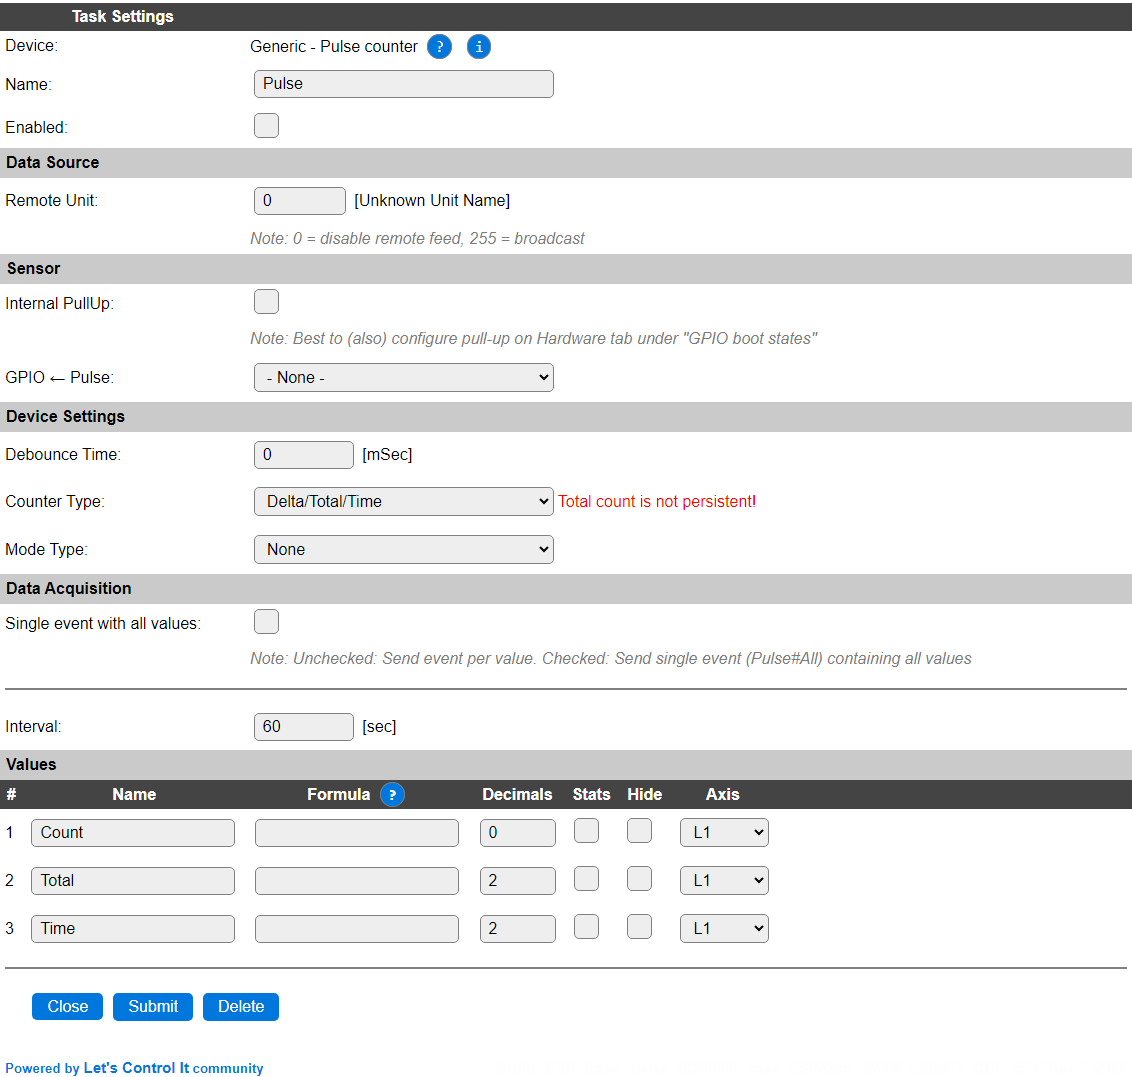 Task Settings
Device: Generic - Pulse counter ? i
Name: Pulse
Enabled:
Data Source
Remote Unit: 0 [Unknown Unit Name]
Note: 0 = disable remote feed, 255 = broadcast
Sensor
Internal PullUp:
Note: Best to (also) configure pull-up on Hardware tab under "GPIO boot states"
GPIO ← Pulse: - None -
Device Settings
Debounce Time: 0 [mSec]
Counter Type: Delta/Total/Time Total count is not persistent!
Mode Type: None
Data Acquisition
Single event with all values:
Note: Unchecked: Send event per value. Checked: Send single event (Pulse#All) containing all values
Interval: 60 [sec]
Values
# Name Formula ? Decimals Stats Hide Axis
1 Count 0 L1
2 Total 2 L1
3 Time 2 L1
Close Submit Delete
Powered by Let's Control It community